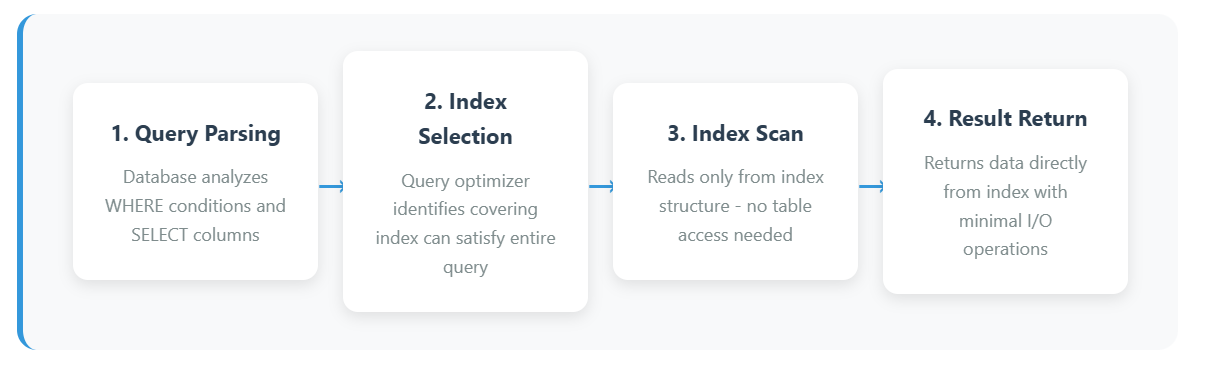 1. Query Parsing
Database analyzes
WHERE conditions and
SELECT columns
2. Index
Selection
Query optimizer
identifies covering
index can satisfy entire
query
3. Index Scan
Reads only from index
structure - no table
access needed
4. Result Return
Returns data directly
from index with
minimal I/O
operations